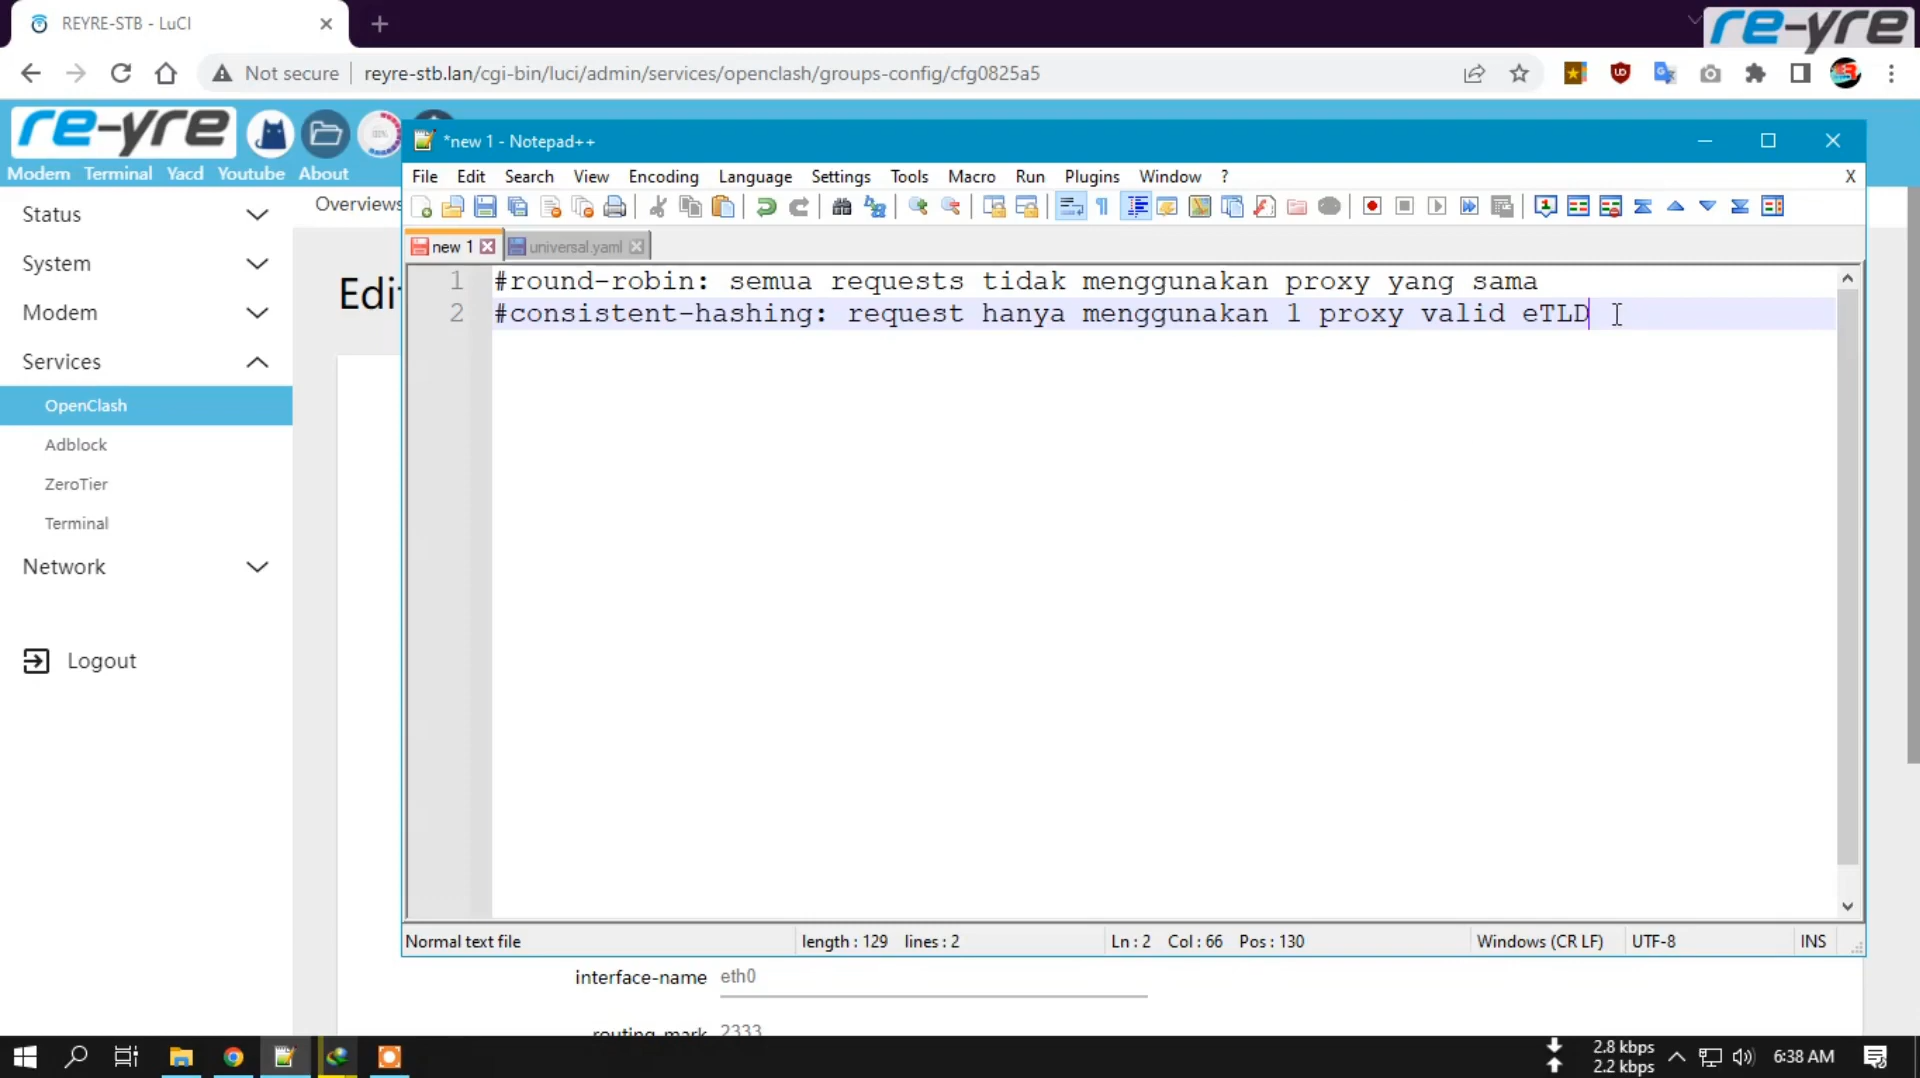 REYRE-STB - LuCI
re-yre
Not secure
reyre-stb.lan/cgi-bin/luci/admin/services/openclash/groups-config/cfg0825a5
re-yre
Modem Terminal Yacd Youtube About
Status
System
Modem
Services
OpenClash
Adblock
ZeroTier
Terminal
Network
Logout
Overviews
Edi
*new 1 - Notepad++
File Edit Search View Encoding Language Settings Tools Macro Run Plugins Window ? X
new 1 universal.yaml
1 #round-robin: semua requests tidak menggunakan proxy yang sama
2 #consistent-hashing: request hanya menggunakan 1 proxy valid eTLD
Normal text file length : 129 lines : 2 Ln : 2 Col : 66 Pos : 130 Windows (CR LF) UTF-8 INS
interface-name eth0
routing_mark 2333
2.8 kbps
2.2 kbps
6:38 AM